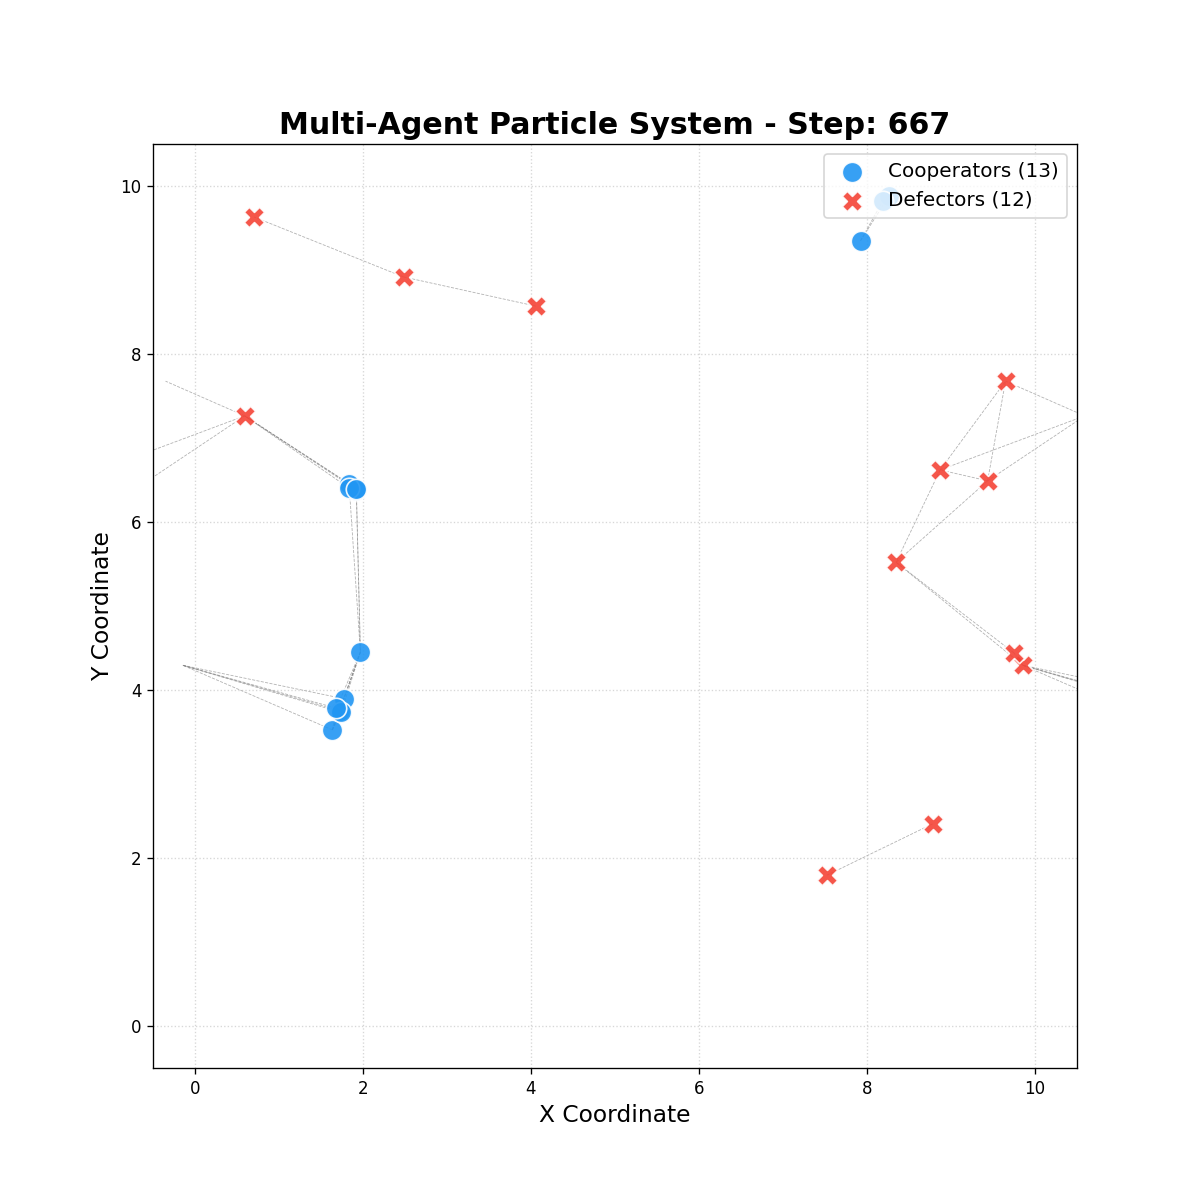 Multi-Agent Particle System - Step: 667
Cooperators (13)
Defectors (12)
10
8
6
4
2
0
Y Coordinate
0 2 4 6 8 10
X Coordinate